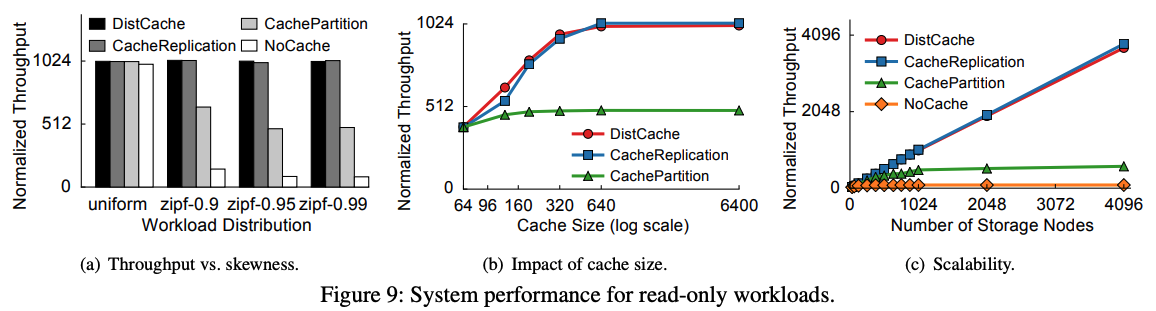 Normalized Throughput
1024
512
0
DistCache
CachePartition
CacheReplication
NoCache
uniform zipf-0.9 zipf-0.95 zipf-0.99
Workload Distribution
(a) Throughput vs. skewness.
Normalized Throughput
1024
512
0
DistCache
CacheReplication
CachePartition
64 96 160 320 640 6400
Cache Size (log scale)
(b) Impact of cache size.
Normalized Throughput
4096
2048
0
DistCache
CacheReplication
CachePartition
NoCache
0 1024 2048 3072 4096
Number of Storage Nodes
(c) Scalability.
Figure 9: System performance for read-only workloads.